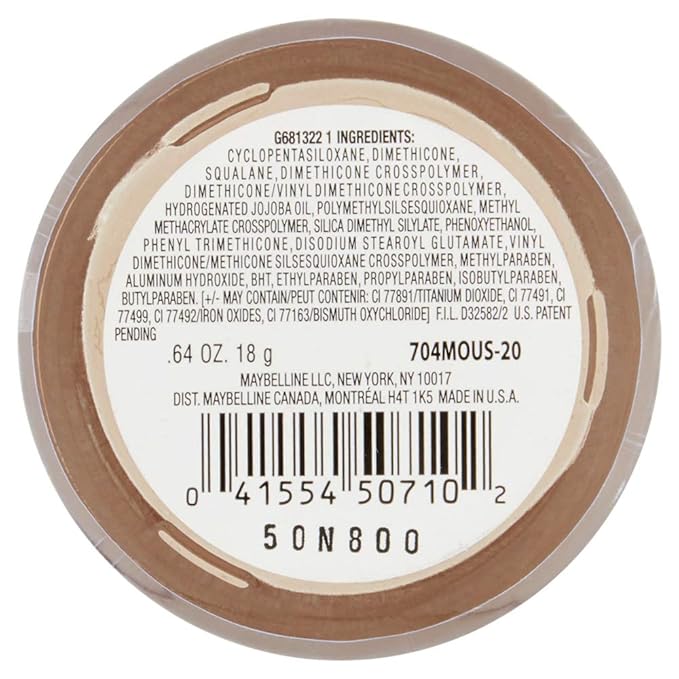 G681322 1 INGREDIENTS:
CYCLOPENTASILOXANE, DIMETHICONE,
SQUALANE, DIMETHICONE CROSSPOLYMER,
DIMETHICONE/VINYL DIMETHICONE CROSSPOLYMER,
HYDROGENATED JOJOBA OIL, POLYMETHYLSILSESQUIOXANE, METHYL
METHACRYLATE CROSSPOLYMER, SILICA DIMETHYL SILYLATE, PHENOXYETHANOL,
PHENYL TRIMETHICONE, DISODIUM STEAROYL GLUTAMATE, VINYL
DIMETHICONE/METHICONE SILSESQUIOXANE CROSSPOLYMER, METHYLPARABEN,
ALUMINUM HYDROXIDE, BHT, ETHYLPARABEN, PROPYLPARABEN, ISOBUTYLPARABEN,
BUTYLPARABEN. [+/- MAY CONTAIN/PEUT CONTENIR: CI 77891/TITANIUM DIOXIDE, CI 77491, CI
77499, CI 77492/IRON OXIDES, CI 77163/BISMUTH OXYCHLORIDE] F.I.L. D32582/2 U.S. PATENT
PENDING
.64 OZ. 18 g 704MOUS-20
MAYBELLINE LLC, NEW YORK, NY 10017
DIST. MAYBELLINE CANADA, MONTRÉAL H4T 1K5 MADE IN U.S.A.
0 41554 50710 2
50N800